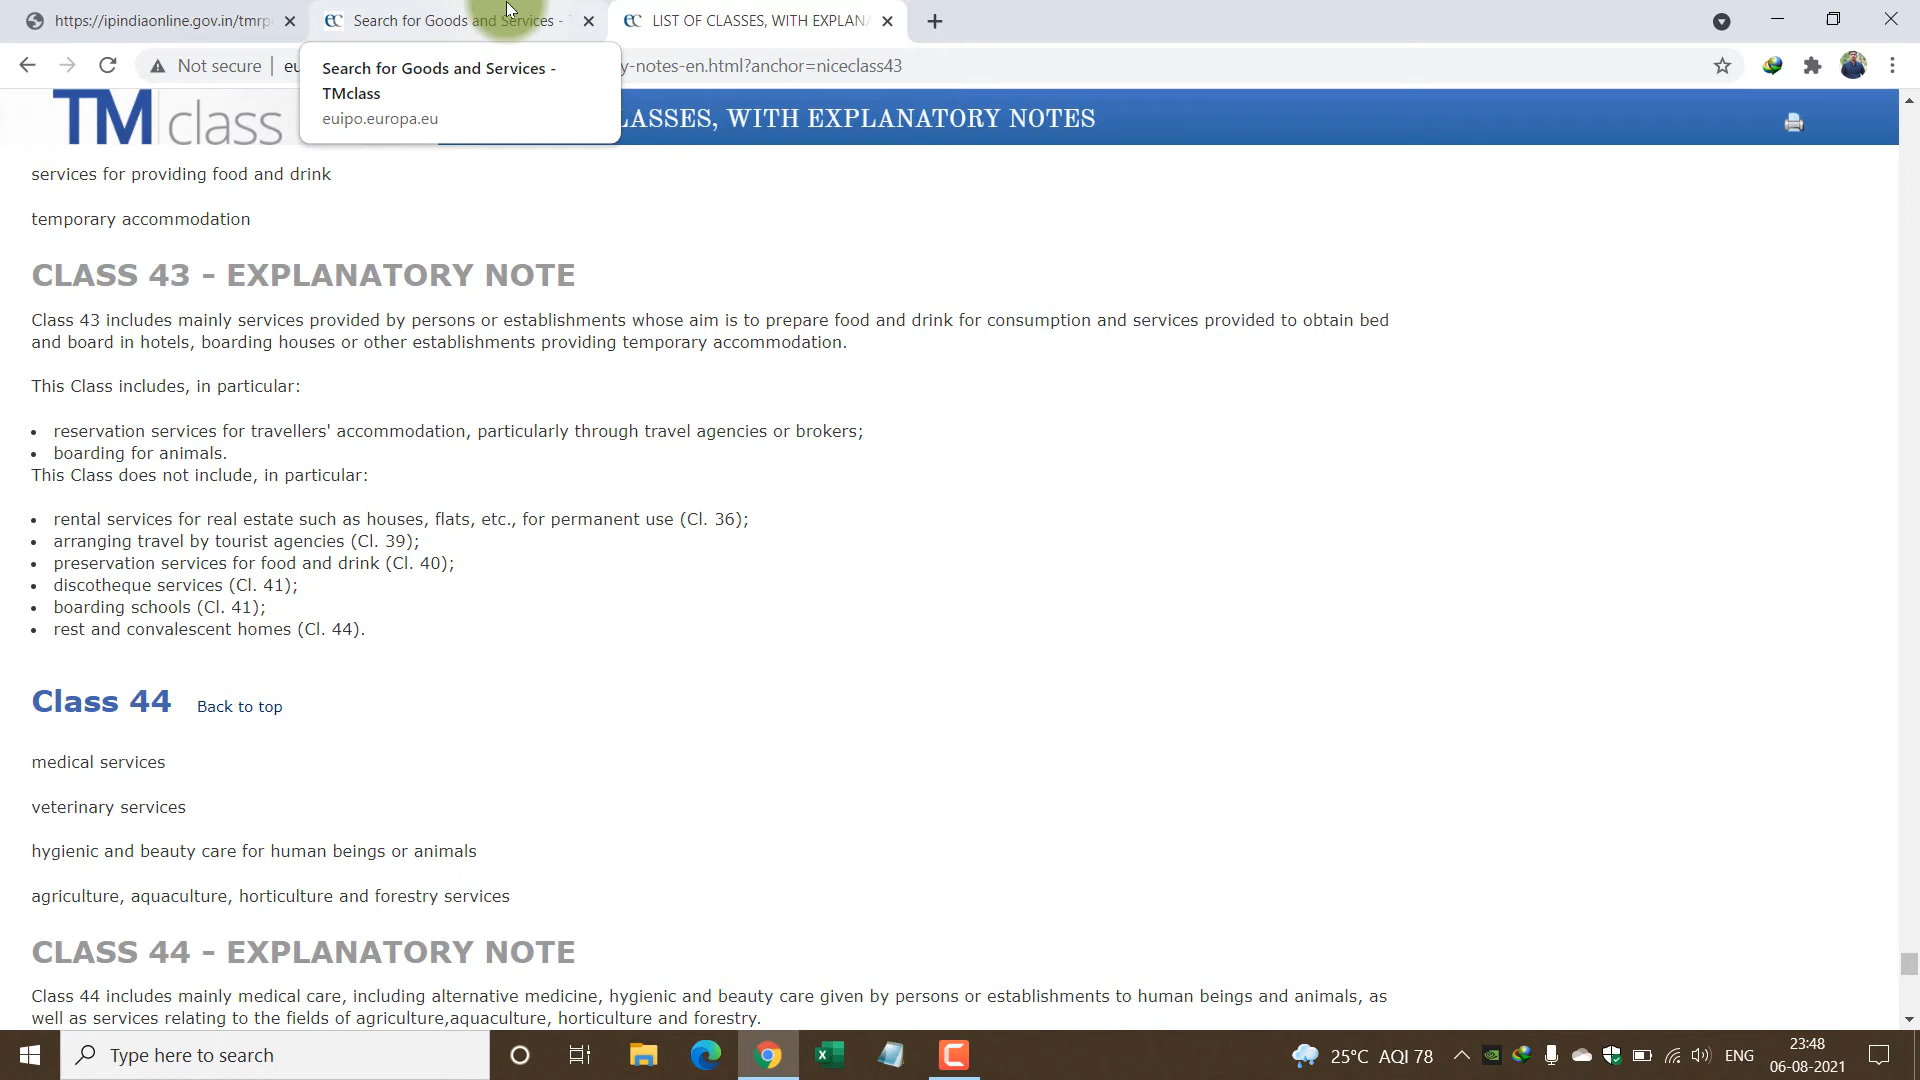 https://ipindiaonline.gov.in/tmrp
Search for Goods and Services -
LIST OF CLASSES, WITH EXPLAN
Not secure
eu
y-notes-en.html?anchor=niceclass43
Search for Goods and Services -
TMclass
euipo.europa.eu
TM class
LASSES, WITH EXPLANATORY NOTES
services for providing food and drink
temporary accommodation
CLASS 43 - EXPLANATORY NOTE
Class 43 includes mainly services provided by persons or establishments whose aim is to prepare food and drink for consumption and services provided to obtain bed
and board in hotels, boarding houses or other establishments providing temporary accommodation.
This Class includes, in particular:
• reservation services for travellers' accommodation, particularly through travel agencies or brokers;
• boarding for animals.
This Class does not include, in particular:
• rental services for real estate such as houses, flats, etc., for permanent use (Cl. 36);
• arranging travel by tourist agencies (Cl. 39);
• preservation services for food and drink (Cl. 40);
• discotheque services (Cl. 41);
• boarding schools (Cl. 41);
• rest and convalescent homes (Cl. 44).
Class 44 Back to top
medical services
veterinary services
hygienic and beauty care for human beings or animals
agriculture, aquaculture, horticulture and forestry services
CLASS 44 - EXPLANATORY NOTE
Class 44 includes mainly medical care, including alternative medicine, hygienic and beauty care given by persons or establishments to human beings and animals, as
well as services relating to the fields of agriculture,aquaculture, horticulture and forestry.
Type here to search
25°C AQI 78
ENG
23:48
06-08-2021